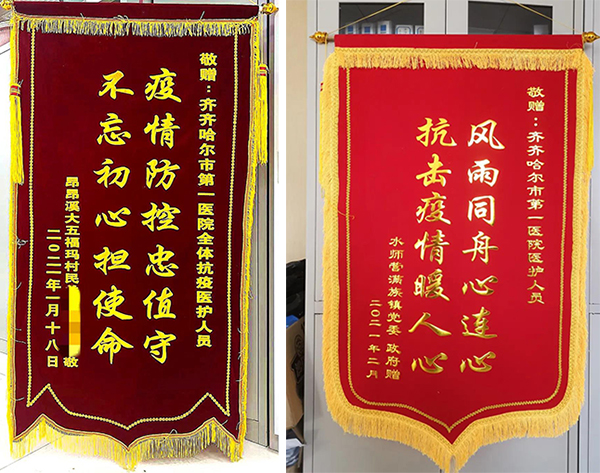 敬赠：齐齐哈尔市第一医院全体抗疫医护人员
疫情防控忠值守
不忘初心担使命
昂昂溪大五福玛村民 敬
二〇二一年一月十八日
敬赠：齐齐哈尔市第一医院医护人员
风雨同舟心连心
抗击疫情暖人心
水师营满族镇党委 政府赠
二〇二一年二月